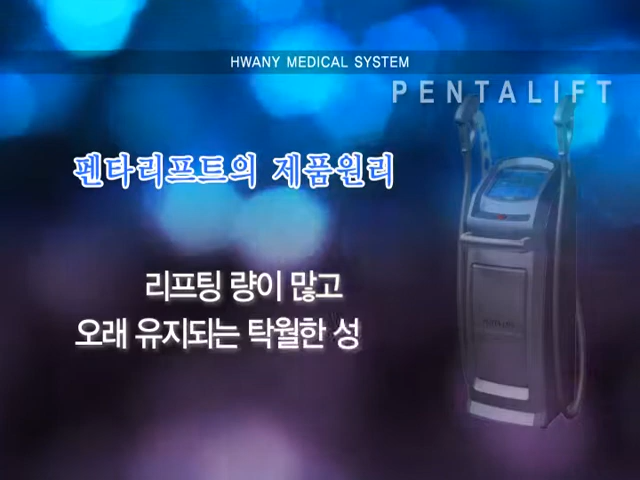 HWANY MEDICAL SYSTEM
PENTALIFT
펜타리프트의 제품원리
리프팅 량이 많고
오래 유지되는 탁월한 성